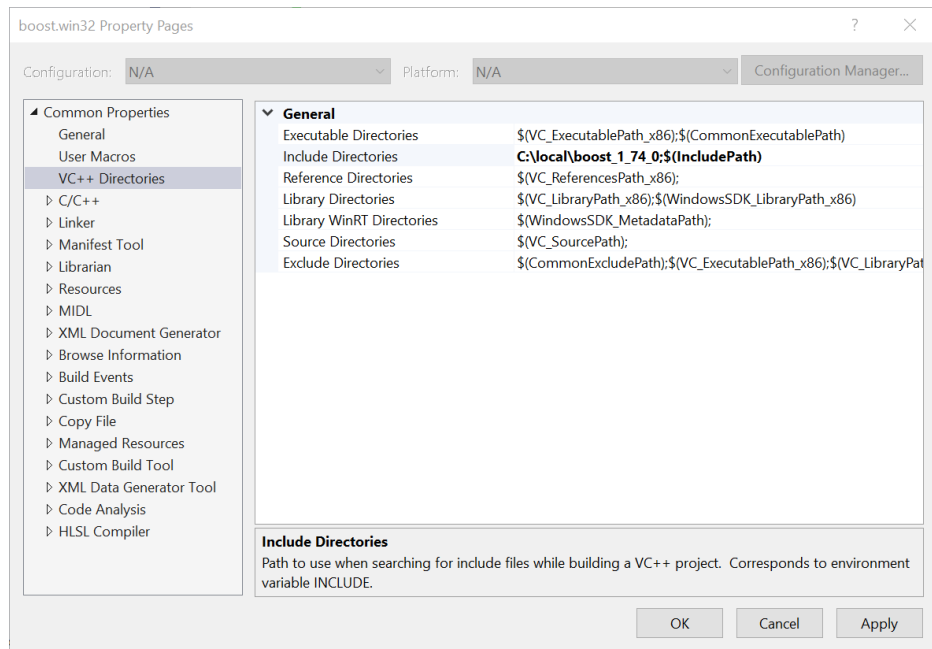 boost.win32 Property Pages
?
Configuration: N/A Platform: N/A Configuration Manager...
Common Properties
General
User Macros
VC++ Directories
C/C++
Linker
Manifest Tool
Librarian
Resources
MIDL
XML Document Generator
Browse Information
Build Events
Custom Build Step
Copy File
Managed Resources
Custom Build Tool
XML Data Generator Tool
Code Analysis
HLSL Compiler
General
Executable Directories $(VC_ExecutablePath_x86);$(CommonExecutablePath)
Include Directories C:\local\boost_1_74_0;$(IncludePath)
Reference Directories $(VC_ReferencesPath_x86);
Library Directories $(VC_LibraryPath_x86);$(WindowsSDK_LibraryPath_x86)
Library WinRT Directories $(WindowsSDK_MetadataPath);
Source Directories $(VC_SourcePath);
Exclude Directories $(CommonExcludePath);$(VC_ExecutablePath_x86);$(VC_LibraryPat
Include Directories
Path to use when searching for include files while building a VC++ project.  Corresponds to environment
variable INCLUDE.
OK Cancel Apply